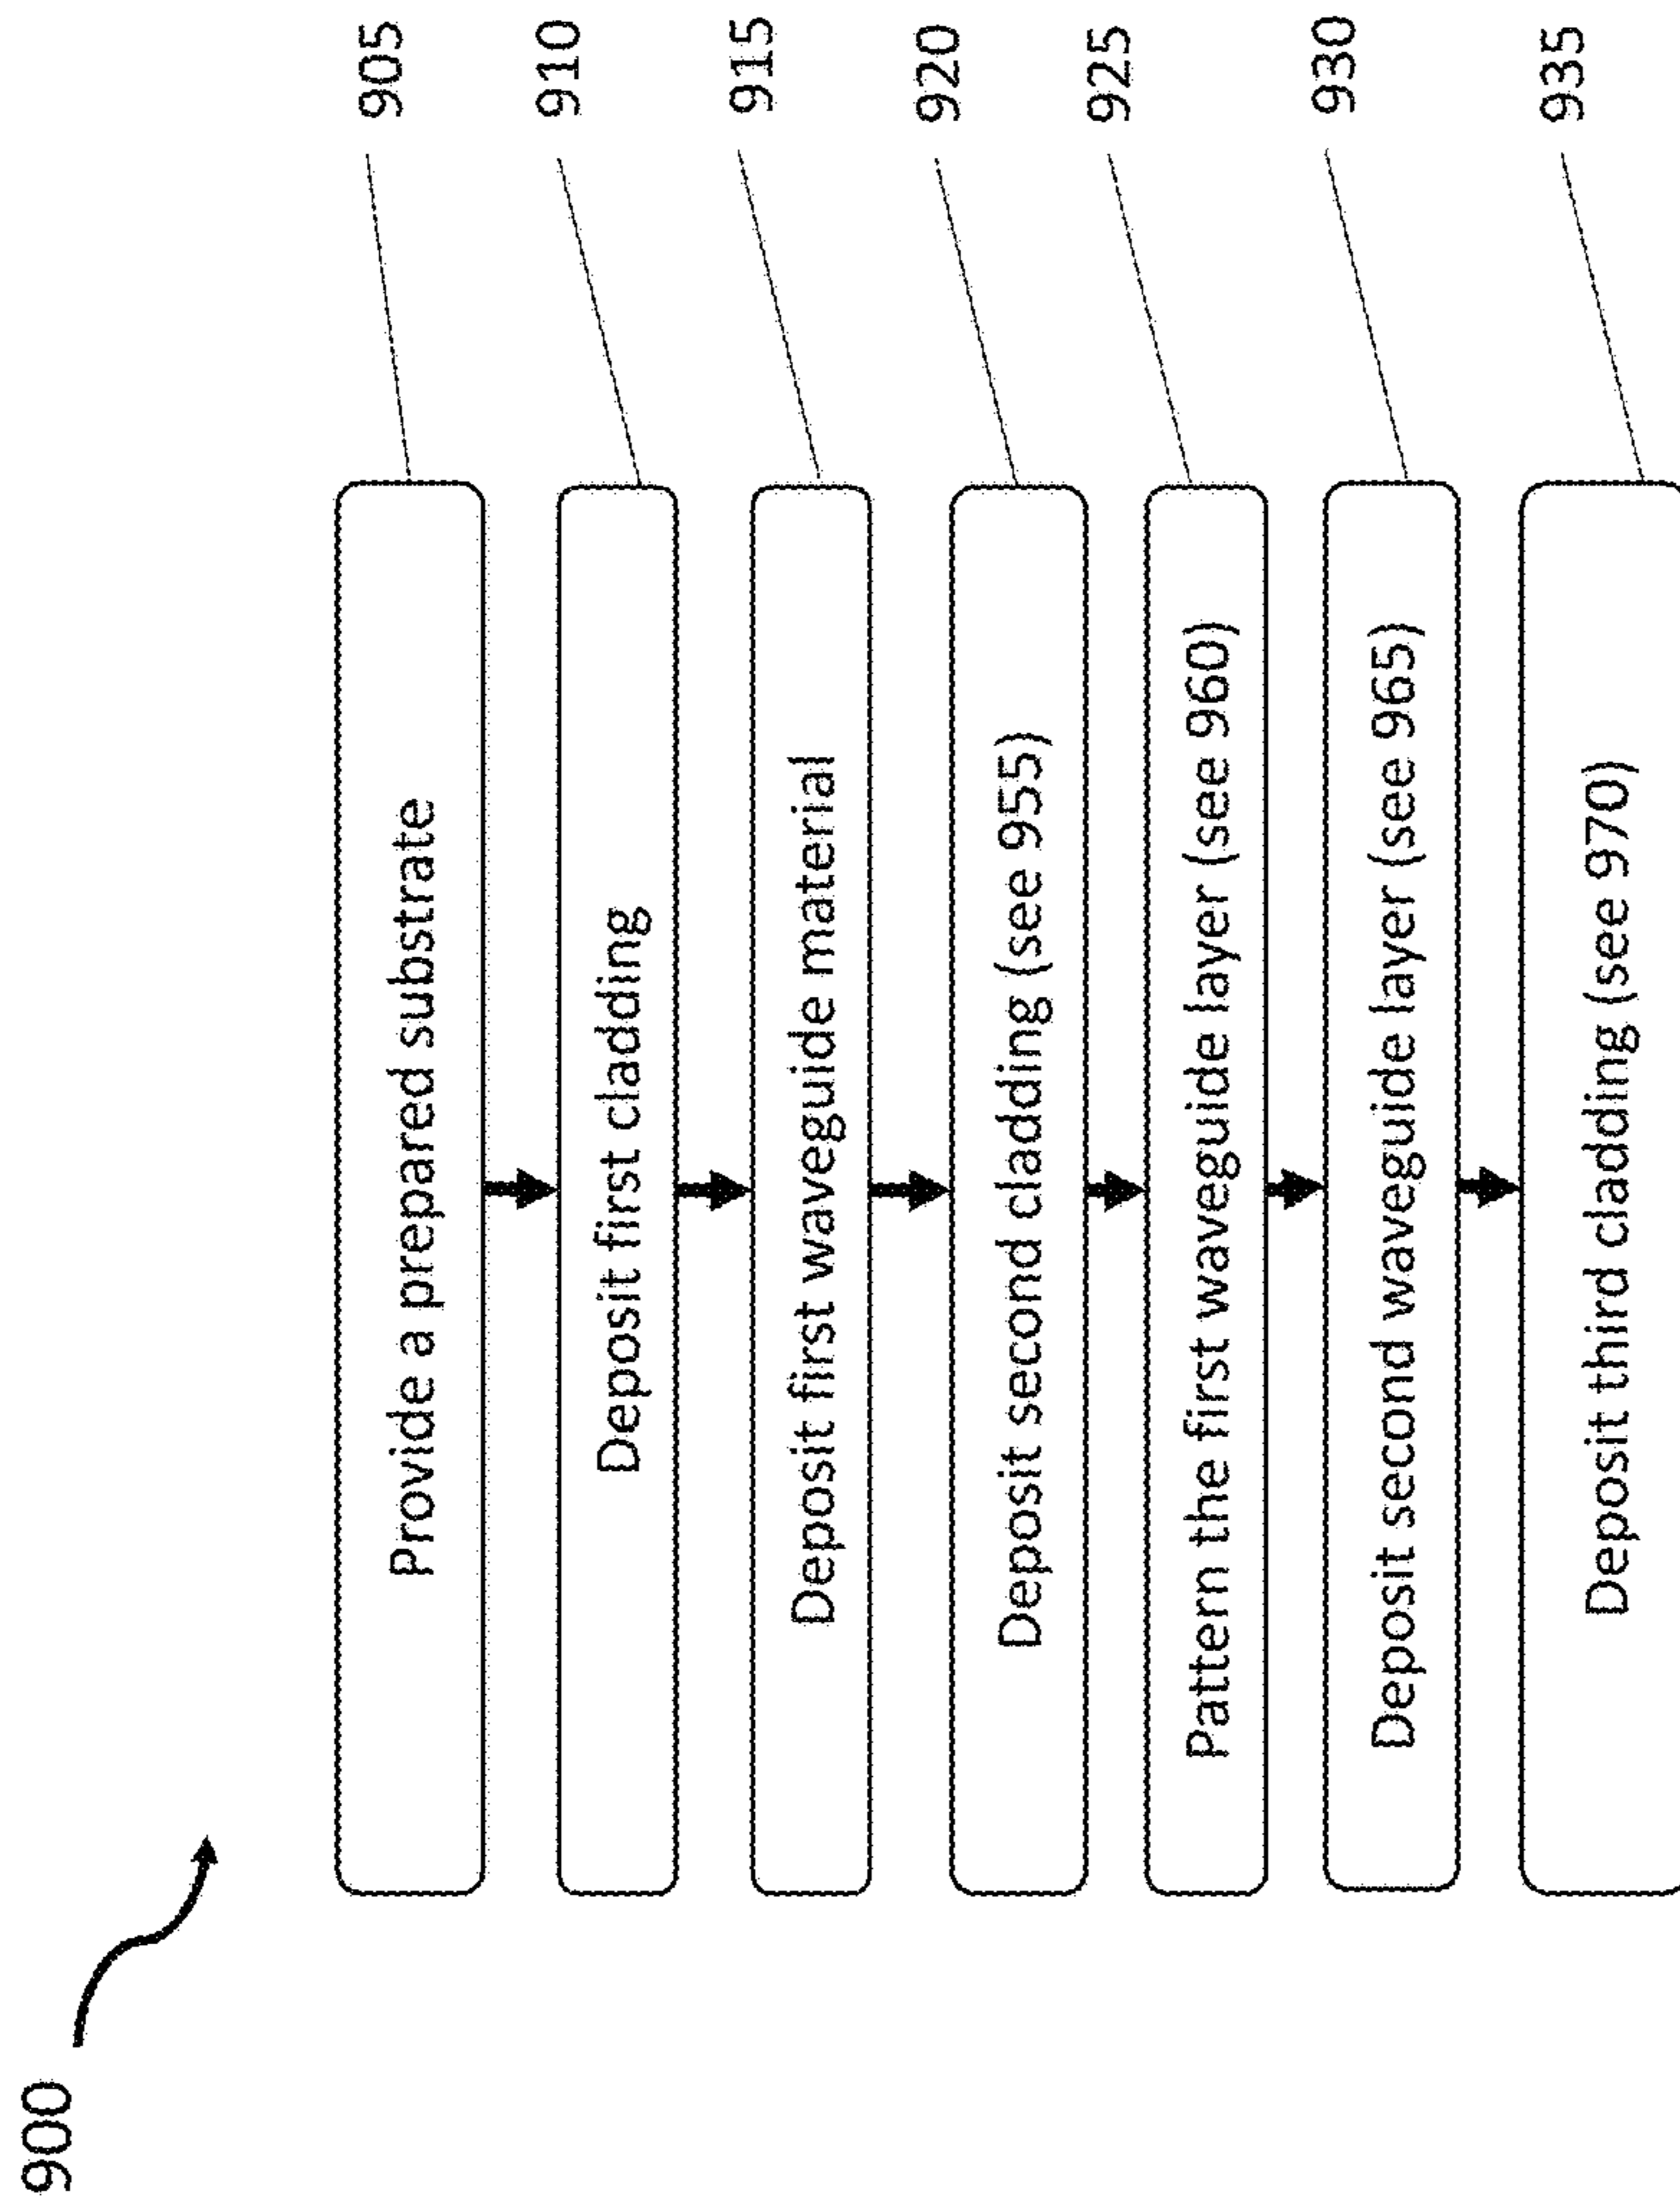 900
Provide a prepared substrate
905
Deposit first cladding
910
Deposit first waveguide material
915
Deposit second cladding (see 955)
920
Pattern the first waveguide layer (see 960)
925
Deposit second waveguide layer (see 965)
930
Deposit third cladding (see 970)
935